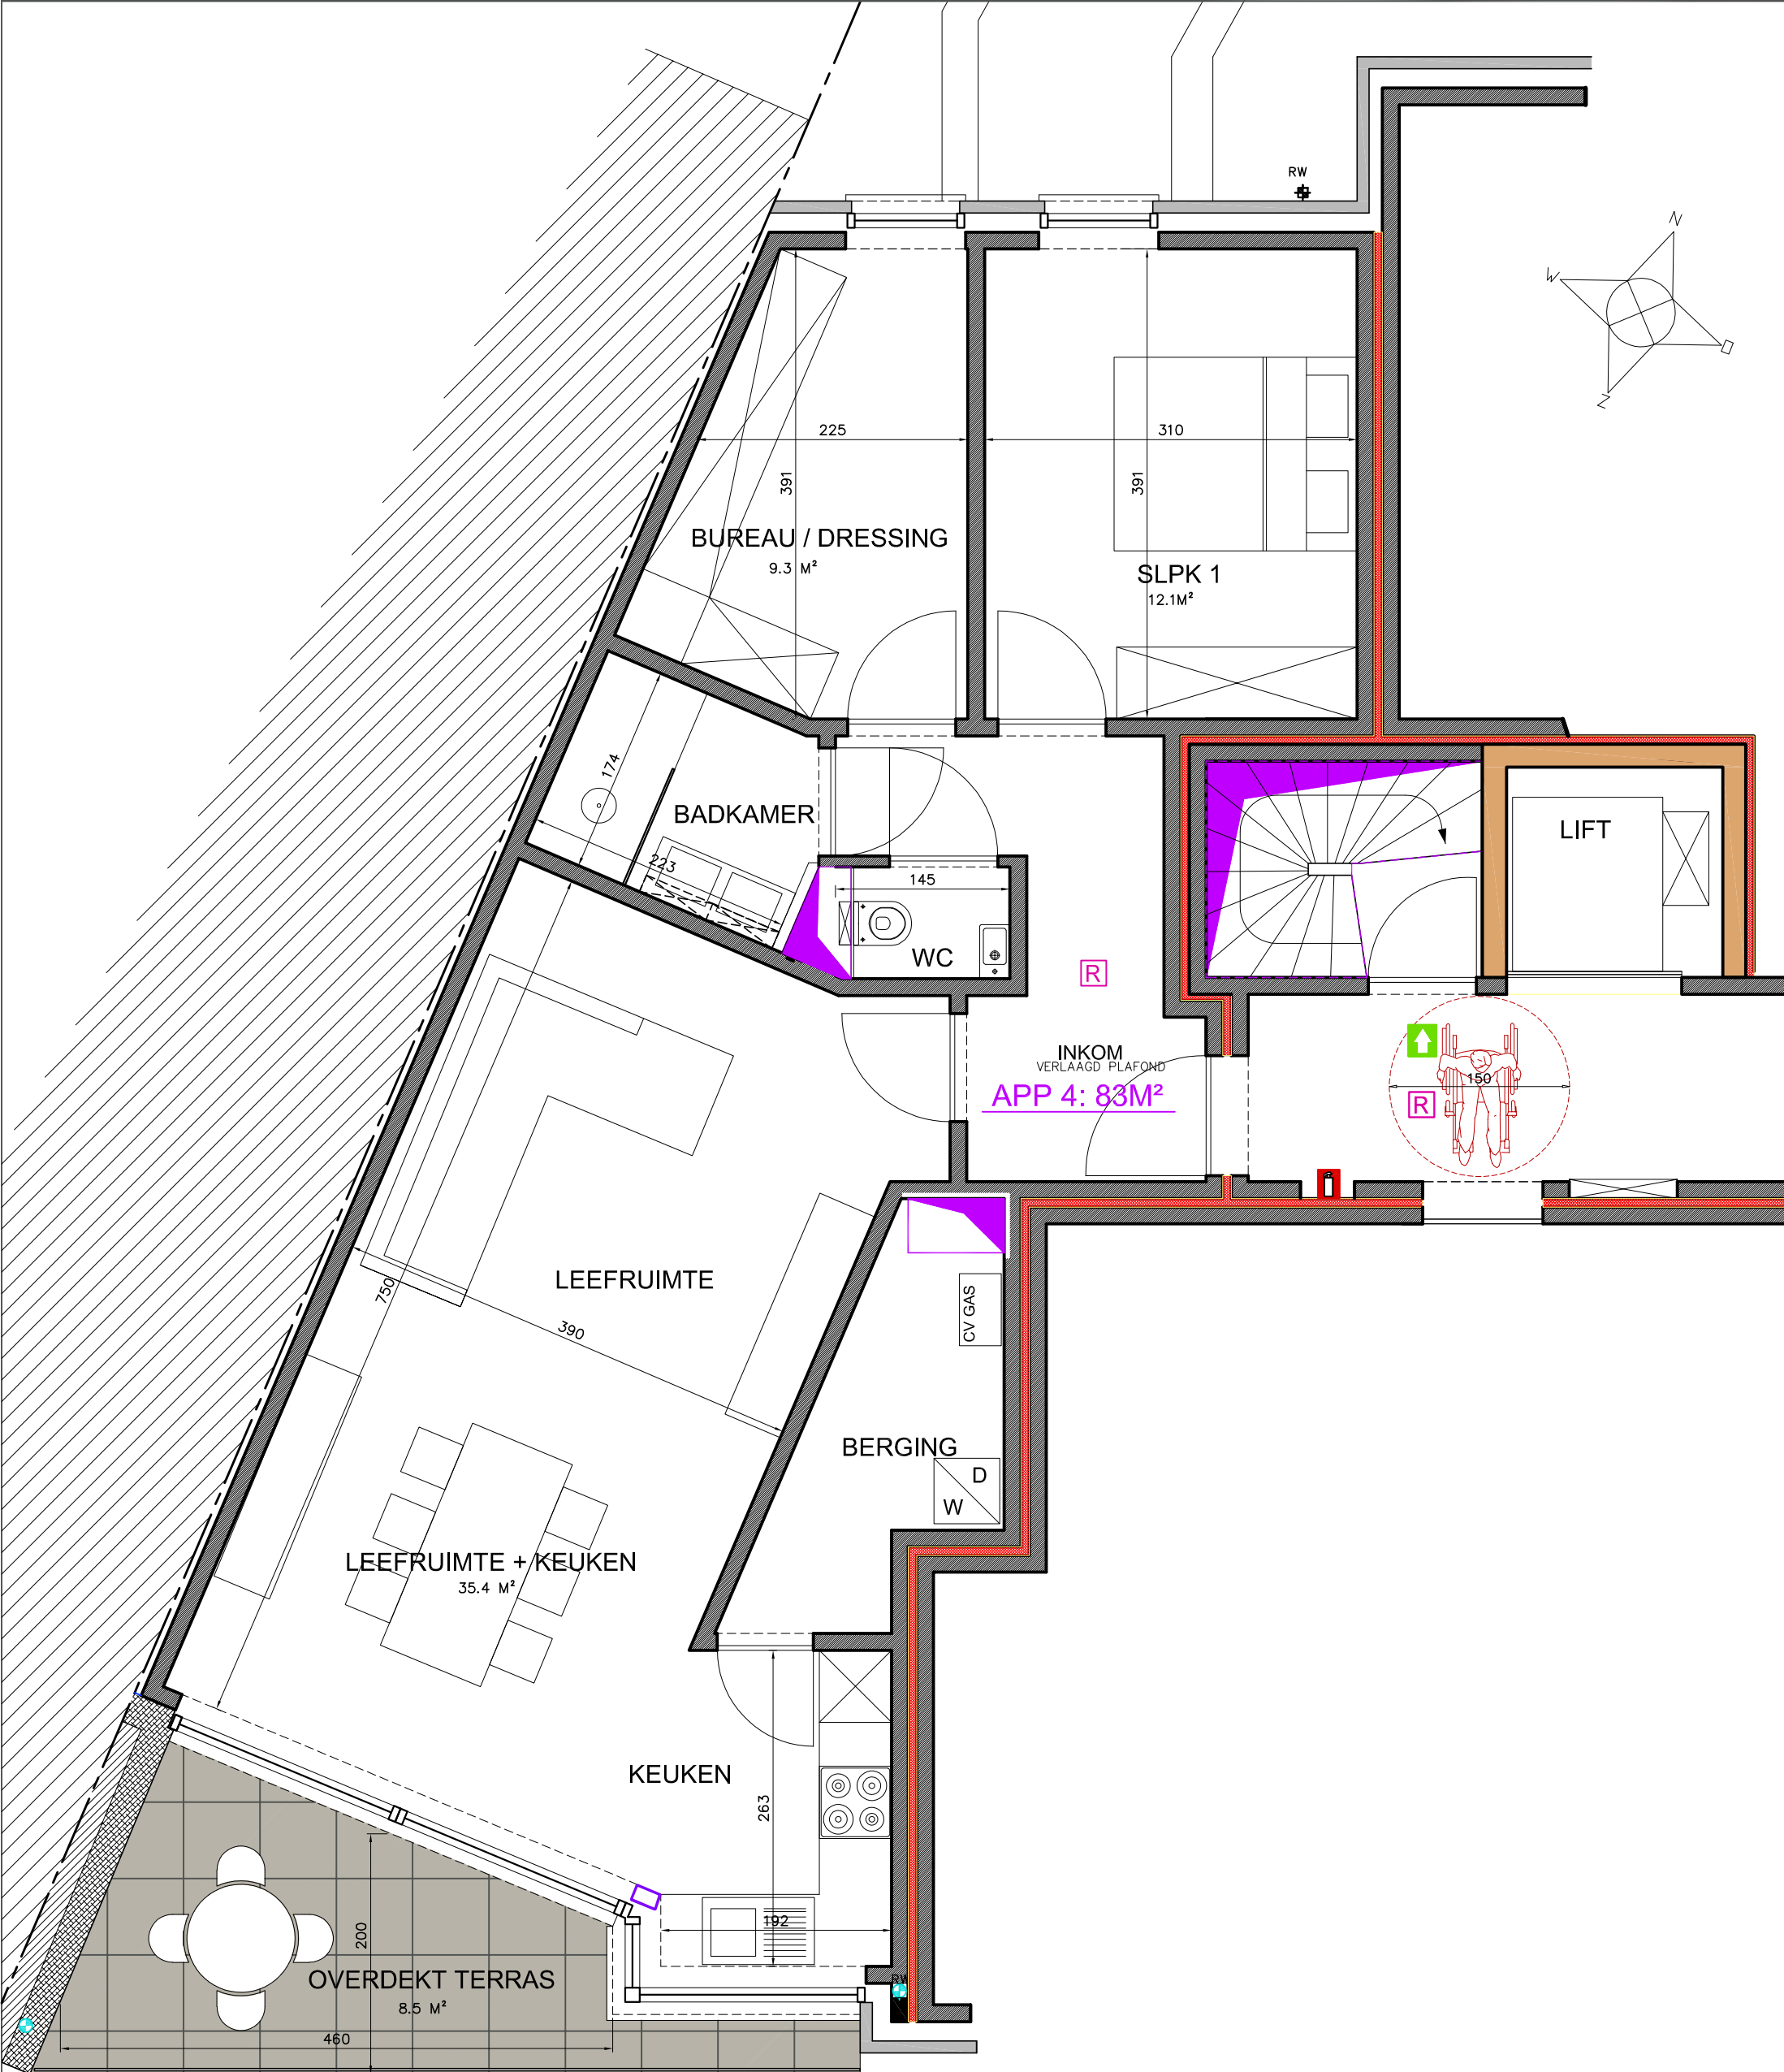 RW
N
W
Z
225
310
391
391
BUREAU / DRESSING
9.3 M²
SLPK 1
12.1M²
174
BADKAMER
LIFT
223
145
WC
R
INKOM
VERLAAGD PLAFOND
APP 4: 83M²
150
R
LEEFRUIMTE
750
390
CV GAS
BERGING
D
W
LEEFRUIMTE + KEUKEN
35.4 M²
KEUKEN
263
192
200
OVERDEKT TERRAS
8.5 M²
460
RW